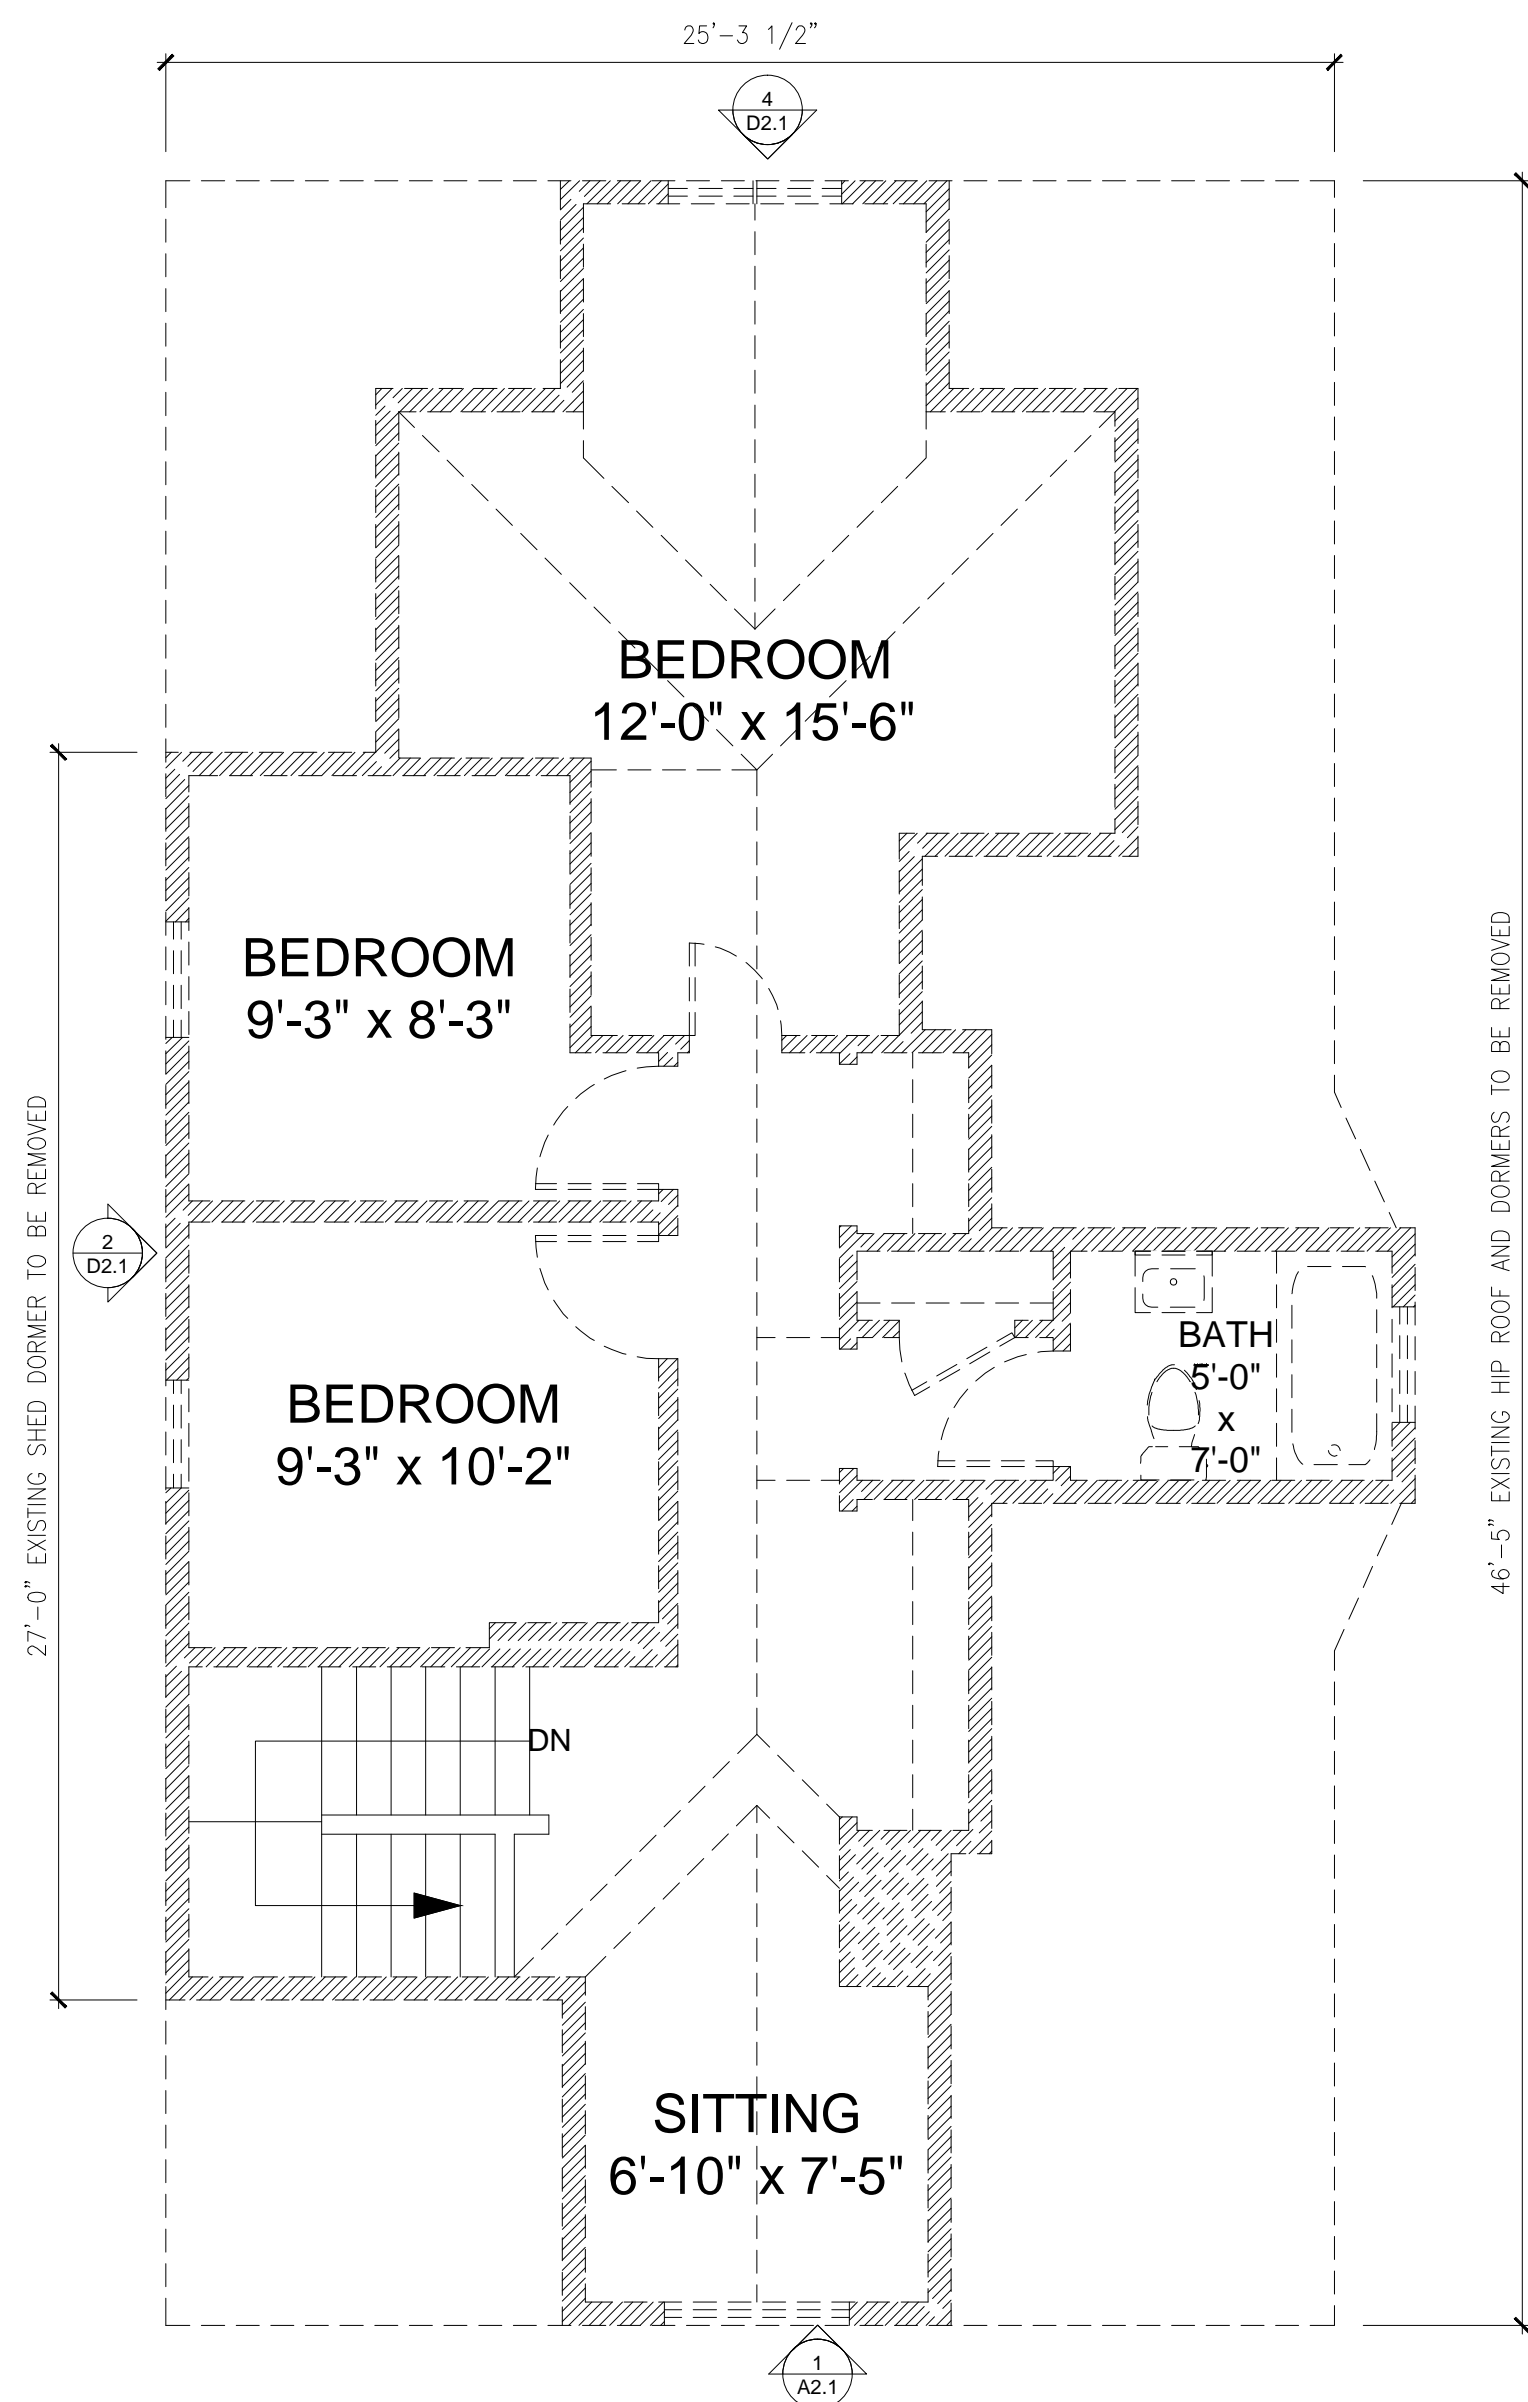 25'-3 1/2"
4
D2.1
BEDROOM
12'-0" x 15'-6"
BEDROOM
9'-3" x 8'-3"
27'-0" EXISTING SHED DORMER TO BE REMOVED
46'-5" EXISTING HIP ROOF AND DORMERS TO BE REMOVED
2
D2.1
BATH
5'-0"
x
7'-0"
BEDROOM
9'-3" x 10'-2"
DN
SITTING
6'-10" x 7'-5"
1
A2.1